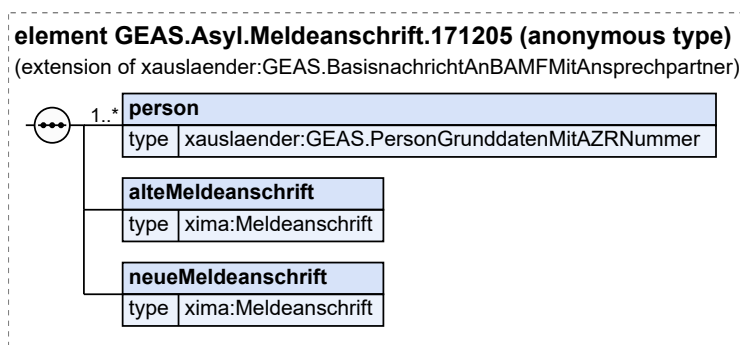 element GEAS.Asyl.Meldeanschrift.171205 (anonymous type)
(extension of xauslaender:GEAS.BasisnachrichtAnBAMFMitAnsprechpartner)
1..* person
type xauslaender:GEAS.PersonGrunddatenMitAZRNummer
alteMeldeanschrift
type xima:Meldeanschrift
neueMeldeanschrift
type xima:Meldeanschrift